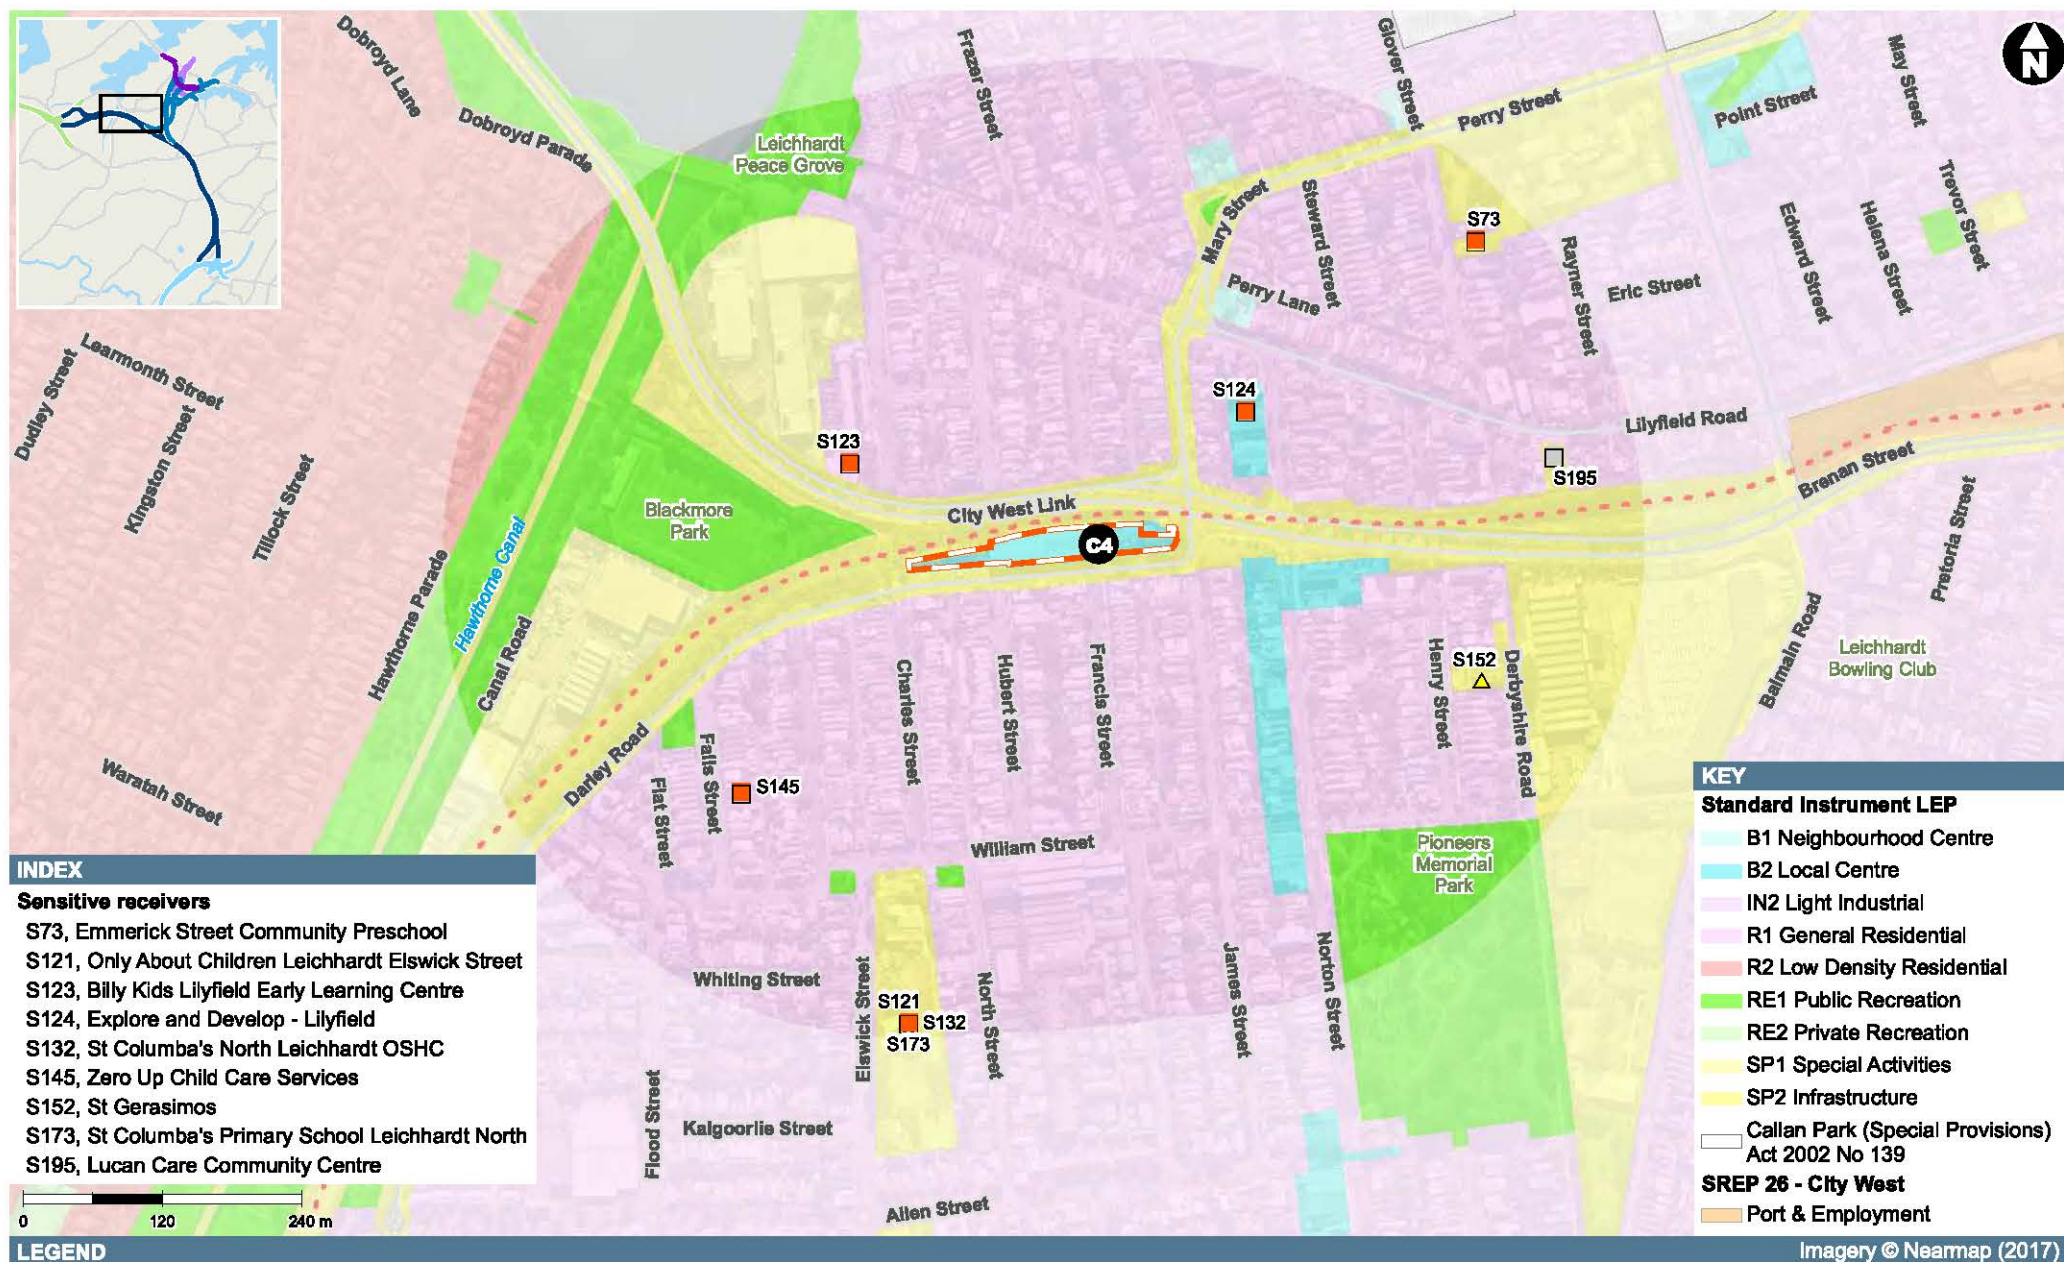 Dobroyd Lane
Dobroyd Parade
Frazer Street
Glover Street
May Street
N
Perry Street
Point Street
Leichhardt
Peace Grove
Trevor Street
Mary Street
Steward Street
S73
Edward Street
Helena Street
Rayner Street
Eric Street
Perry Lane
Learmonth Street
Dudley Street
Kingston Street
Tillock Street
S124
S123
Lilyfield Road
S195
Brenan Street
Pretoria Street
City West Link
Blackmore
Park
C4
Hawthorne Parade
Hawthorne Canal
Canal Road
Charles Street
Hubert Street
Francis Street
Henry Street
S152
Derbyshire Road
Balmain Road
Leichhardt
Bowling Club
Waratah Street
Darley Road
Flat Street
Falls Street
S145
William Street
Pioneers
Memorial
Park
Whiting Street
Elswick Street
S121
S132
S173
North Street
James Street
Norton Street
Flood Street
Kalgoorlie Street
Allen Street
INDEX
Sensitive receivers
S73, Emmerick Street Community Preschool
S121, Only About Children Leichhardt Elswick Street
S123, Billy Kids Lilyfield Early Learning Centre
S124, Explore and Develop - Lilyfield
S132, St Columba's North Leichhardt OSHC
S145, Zero Up Child Care Services
S152, St Gerasimos
S173, St Columba's Primary School Leichhardt North
S195, Lucan Care Community Centre
0 120 240 m
KEY
Standard Instrument LEP
B1 Neighbourhood Centre
B2 Local Centre
IN2 Light Industrial
R1 General Residential
R2 Low Density Residential
RE1 Public Recreation
RE2 Private Recreation
SP1 Special Activities
SP2 Infrastructure
Callan Park (Special Provisions)
Act 2002 No 139
SREP 26 - City West
Port & Employment
LEGEND
Imagery © Nearmap (2017)